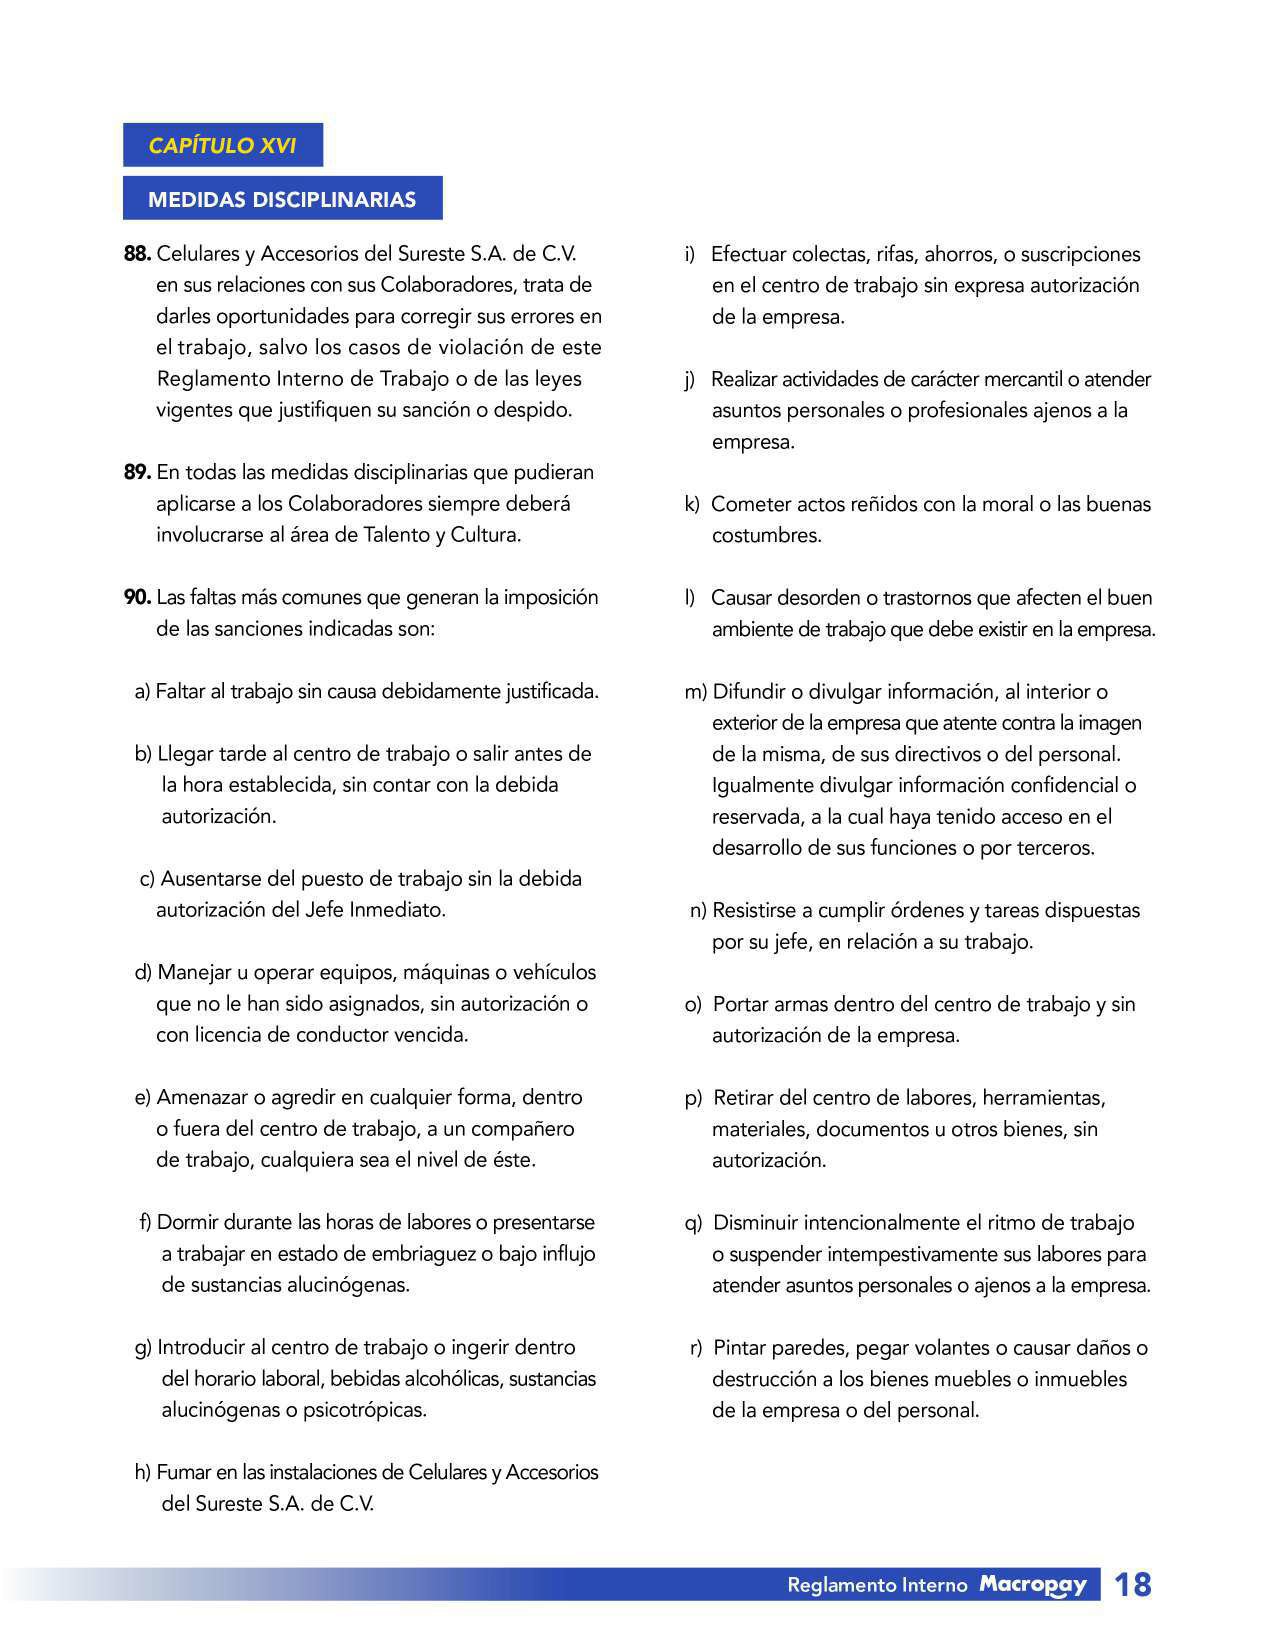 CAPÍTULO XVI
MEDIDAS DISCIPLINARIAS
88. Celulares y Accesorios del Sureste S.A. de C.V.
en sus relaciones con sus Colaboradores, trata de
darles oportunidades para corregir sus errores en
el trabajo, salvo los casos de violación de este
Reglamento Interno de Trabajo o de las leyes
vigentes que justifiquen su sanción o despido.
89. En todas las medidas disciplinarias que pudieran
aplicarse a los Colaboradores siempre deberá
involucrarse al área de Talento y Cultura.
90. Las faltas más comunes que generan la imposición
de las sanciones indicadas son:
a) Faltar al trabajo sin causa debidamente justificada.
b) Llegar tarde al centro de trabajo o salir antes de
la hora establecida, sin contar con la debida
autorización.
c) Ausentarse del puesto de trabajo sin la debida
autorización del Jefe Inmediato.
d) Manejar u operar equipos, máquinas o vehículos
que no le han sido asignados, sin autorización o
con licencia de conductor vencida.
e) Amenazar o agredir en cualquier forma, dentro
o fuera del centro de trabajo, a un compañero
de trabajo, cualquiera sea el nivel de éste.
f) Dormir durante las horas de labores o presentarse
a trabajar en estado de embriaguez o bajo influjo
de sustancias alucinógenas.
g) Introducir al centro de trabajo o ingerir dentro
del horario laboral, bebidas alcohólicas, sustancias
alucinógenas o psicotrópicas.
h) Fumar en las instalaciones de Celulares y Accesorios
del Sureste S.A. de C.V.
i) Efectuar colectas, rifas, ahorros, o suscripciones
en el centro de trabajo sin expresa autorización
de la empresa.
j) Realizar actividades de carácter mercantil o atender
asuntos personales o profesionales ajenos a la
empresa.
k) Cometer actos reñidos con la moral o las buenas
costumbres.
l) Causar desorden o trastornos que afecten el buen
ambiente de trabajo que debe existir en la empresa.
m) Difundir o divulgar información, al interior o
exterior de la empresa que atente contra la imagen
de la misma, de sus directivos o del personal.
Igualmente divulgar información confidencial o
reservada, a la cual haya tenido acceso en el
desarrollo de sus funciones o por terceros.
n) Resistirse a cumplir órdenes y tareas dispuestas
por su jefe, en relación a su trabajo.
o) Portar armas dentro del centro de trabajo y sin
autorización de la empresa.
p) Retirar del centro de labores, herramientas,
materiales, documentos u otros bienes, sin
autorización.
q) Disminuir intencionalmente el ritmo de trabajo
o suspender intempestivamente sus labores para
atender asuntos personales o ajenos a la empresa.
r) Pintar paredes, pegar volantes o causar daños o
destrucción a los bienes muebles o inmuebles
de la empresa o del personal.
Reglamento Interno Macropay 18